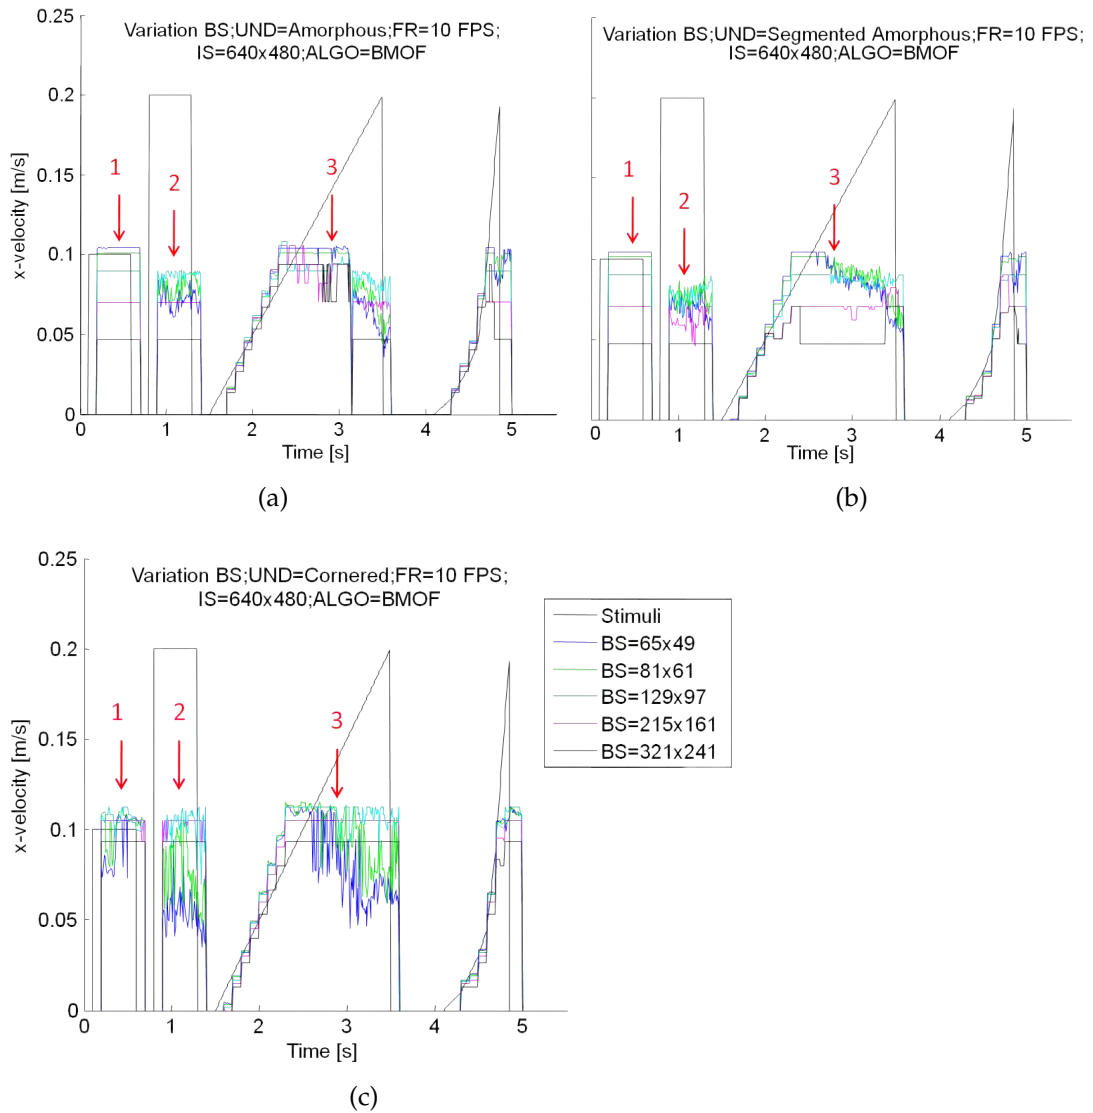 Variation BS;UND=Amorphous;FR=10 FPS;
IS=640x480;ALGO=BMOF
0.2
0.15
0.1
0.05
0
x-velocity [m/s]
1
2
3
0 1 2 3 4 5
Time [s]
(a)
Variation BS;UND=Segmented Amorphous;FR=10 FPS;
IS=640x480;ALGO=BMOF
1
2
3
0 1 2 3 4 5
Time [s]
(b)
0.25
Variation BS;UND=Cornered;FR=10 FPS;
IS=640x480;ALGO=BMOF
0.2
0.15
0.1
0.05
0
x-velocity [m/s]
1
2
3
0 1 2 3 4 5
Time [s]
(c)
Stimuli
BS=65x49
BS=81x61
BS=129x97
BS=215x161
BS=321x241